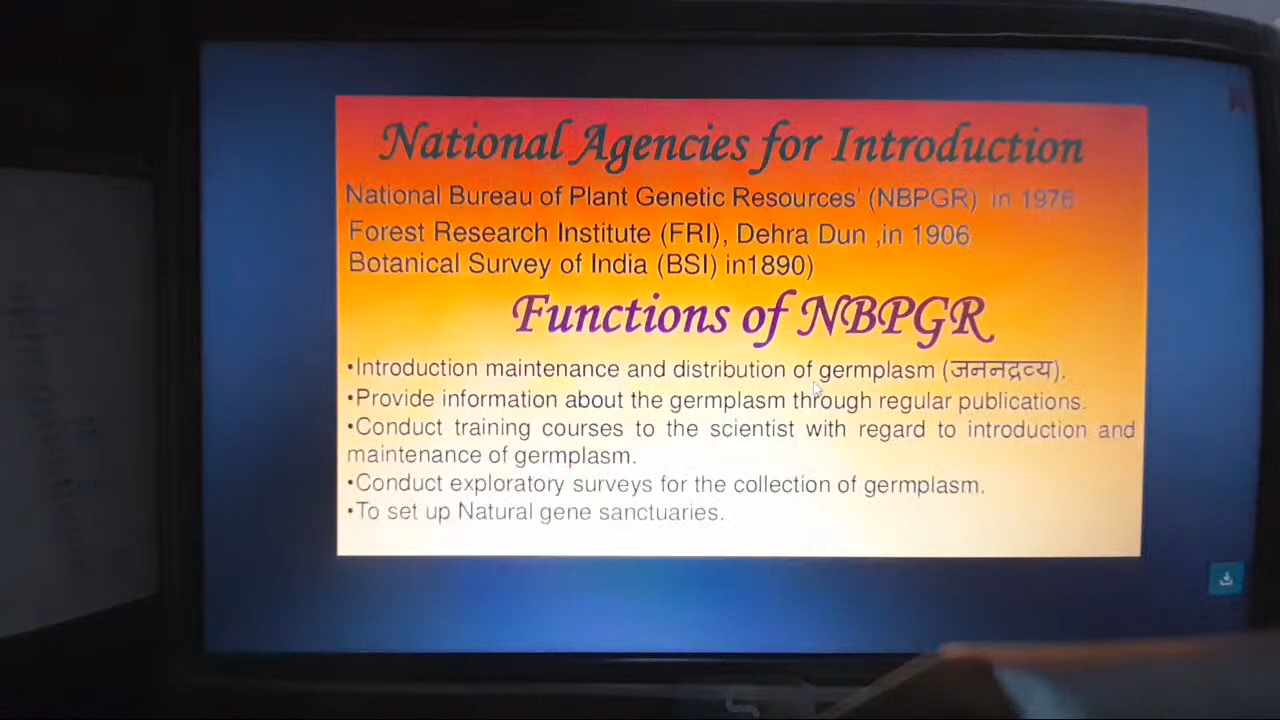 National Agencies for Introduction
National Bureau of Plant Genetic Resources' (NBPGR) in 1976
Forest Research Institute (FRI), Dehra Dun ,in 1906
Botanical Survey of India (BSI) in1890)
Functions of NBPGR
•Introduction maintenance and distribution of germplasm (जननद्रव्य).
•Provide information about the germplasm through regular publications.
•Conduct training courses to the scientist with regard to introduction and
maintenance of germplasm.
•Conduct exploratory surveys for the collection of germplasm.
•To set up Natural gene sanctuaries.